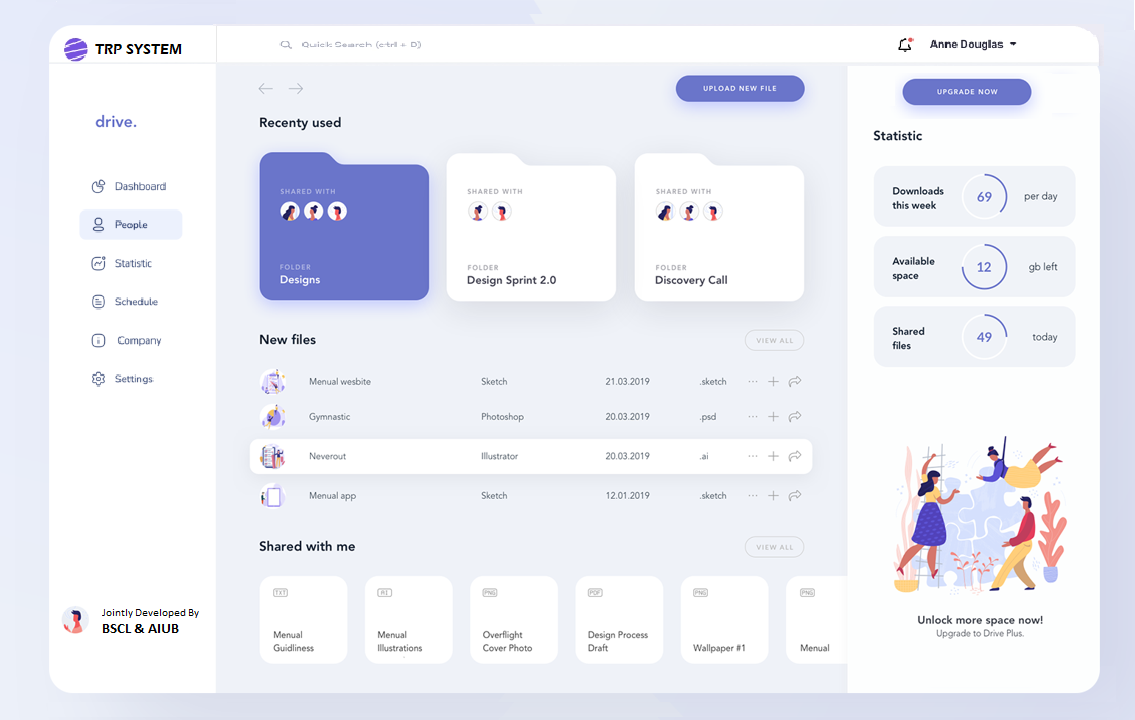 TRP SYSTEM
Quick Search (ctrl + D)
Anne Douglas
drive.
Dashboard
People
Statistic
Schedule
Company
Settings
Jointly Developed By
BSCL & AIUB
UPLOAD NEW FILE
Recenty used
SHARED WITH
FOLDER
Designs
SHARED WITH
FOLDER
Design Sprint 2.0
SHARED WITH
FOLDER
Discovery Call
New files
VIEW ALL
Menual wesbite Sketch 21.03.2019 .sketch
Gymnastic Photoshop 20.03.2019 .psd
Neverout Illustrator 20.03.2019 .ai
Menual app Sketch 12.01.2019 .sketch
Shared with me
VIEW ALL
TXT
Menual
Guidliness
AI
Menual
Illustrations
PNG
Overflight
Cover Photo
PDF
Design Process
Draft
PNG
Wallpaper #1
PNG
Menual
UPGRADE NOW
Statistic
Downloads
this week
69
per day
Available
space
12
gb left
Shared
files
49
today
Unlock more space now!
Upgrade to Drive Plus.